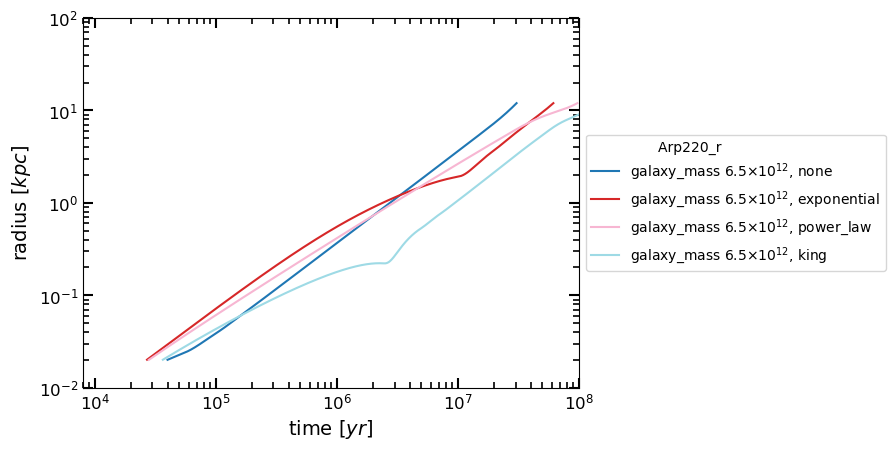 10²
10¹
10⁰
10⁻¹
10⁻²
radius [kpc]
10⁴
10⁵
10⁶
10⁷
10⁸
time [yr]
Arp220_r
galaxy_mass 6.5×10¹², none
galaxy_mass 6.5×10¹², exponential
galaxy_mass 6.5×10¹², power_law
galaxy_mass 6.5×10¹², king